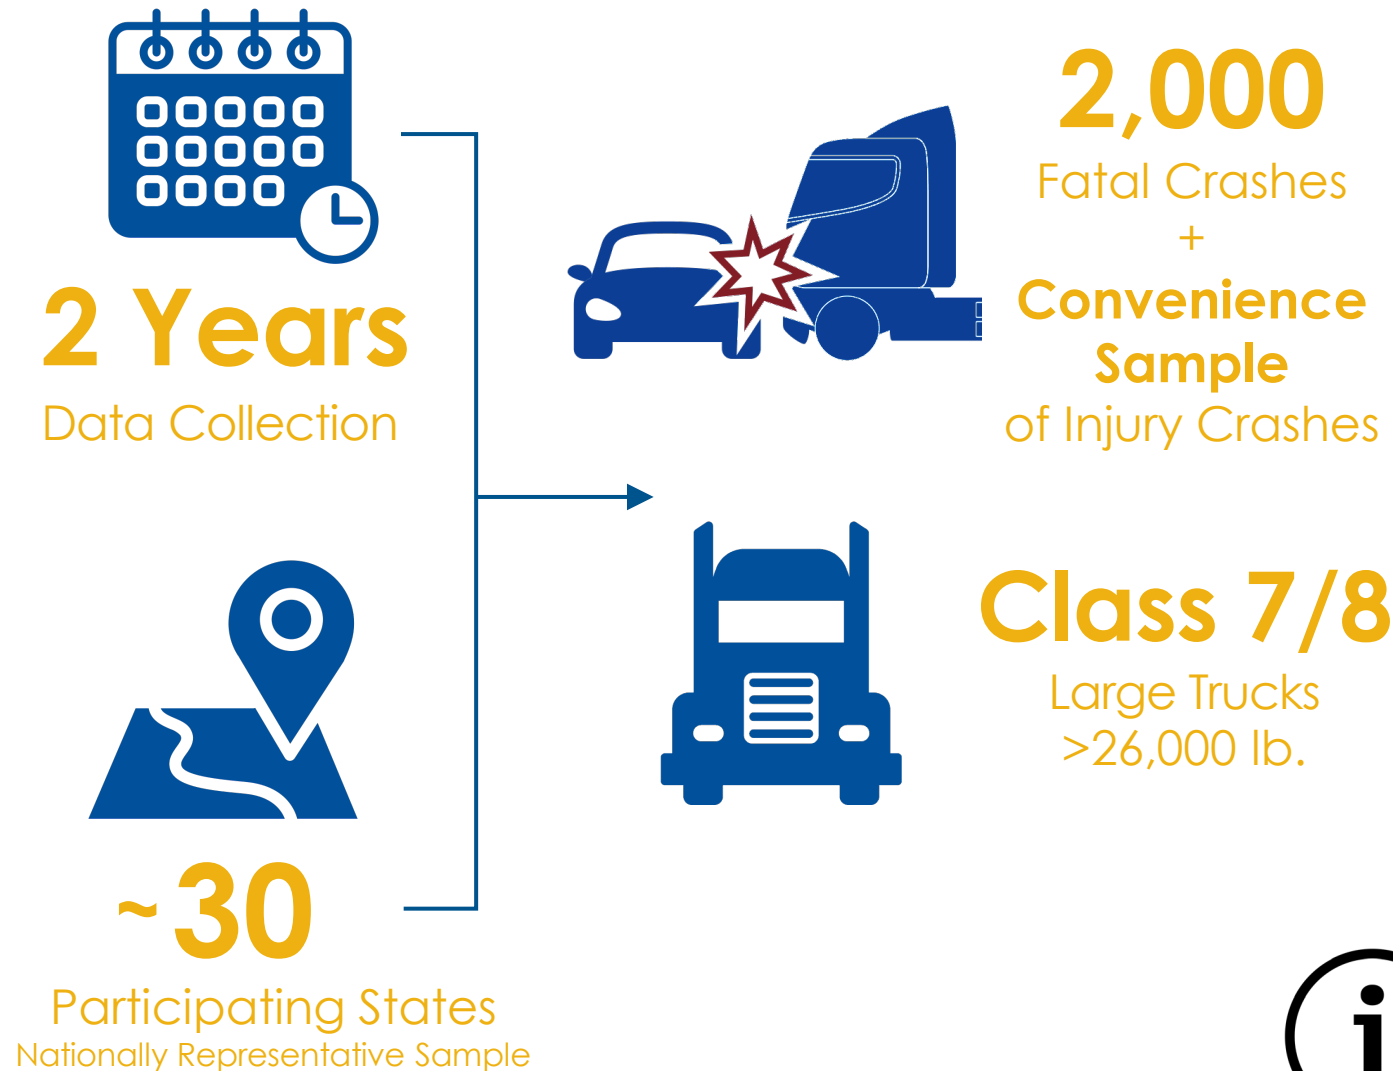 2 Years
Data Collection
~30
Participating States
Nationally Representative Sample
2,000
Fatal Crashes
+
Convenience
Sample
of Injury Crashes
Class 7/8
Large Trucks
>26,000 lb.
i